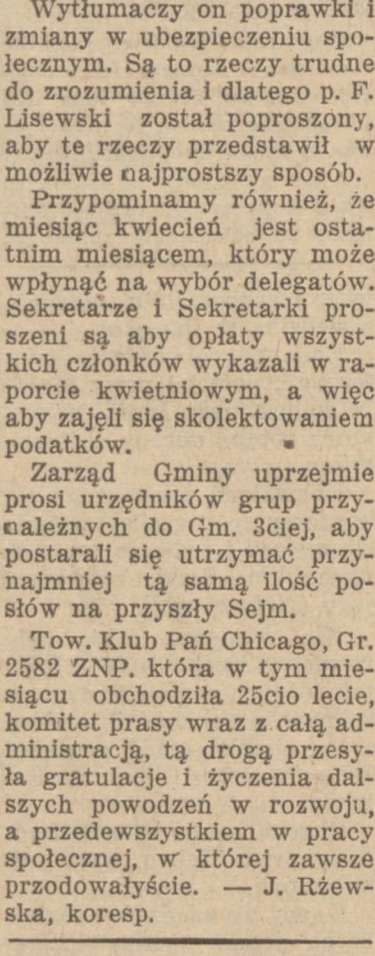 Wytłumaczy on poprawki i
zmiany w ubezpieczeniu spo-
łecznym. Są to rzeczy trudne
do zrozumienia i dlatego p. F.
Lisewski został poproszony,
aby te rzeczy przedstawił w
możliwie najprostszy sposób.
Przypominamy również, że
miesiąc kwiecień jest osta-
tnim miesiącem, który może
wpłynąć na wybór delegatów.
Sekretarze i Sekretarki pro-
szeni są aby opłaty wszyst-
kich członków wykazali w ra-
porcie kwietniowym, a więc
aby zajęli się skolektowaniem
podatków.
Zarząd Gminy uprzejmie
prosi urzędników grup przy-
należnych do Gm. 3ciej, aby
postarali się utrzymać przy-
najmniej tą samą ilość po-
słów na przyszły Sejm.
Tow. Klub Pań Chicago, Gr.
2582 ZNP. która w tym mie-
siącu obchodziła 25cio lecie,
komitet prasy wraz z całą ad-
ministracją, tą drogą przesy-
ła gratulacje i życzenia dal-
szych powodzeń w rozwoju,
a przedewszystkiem w pracy
społecznej, w której zawsze
przodowałyście. — J. Rżew-
ska, koresp.